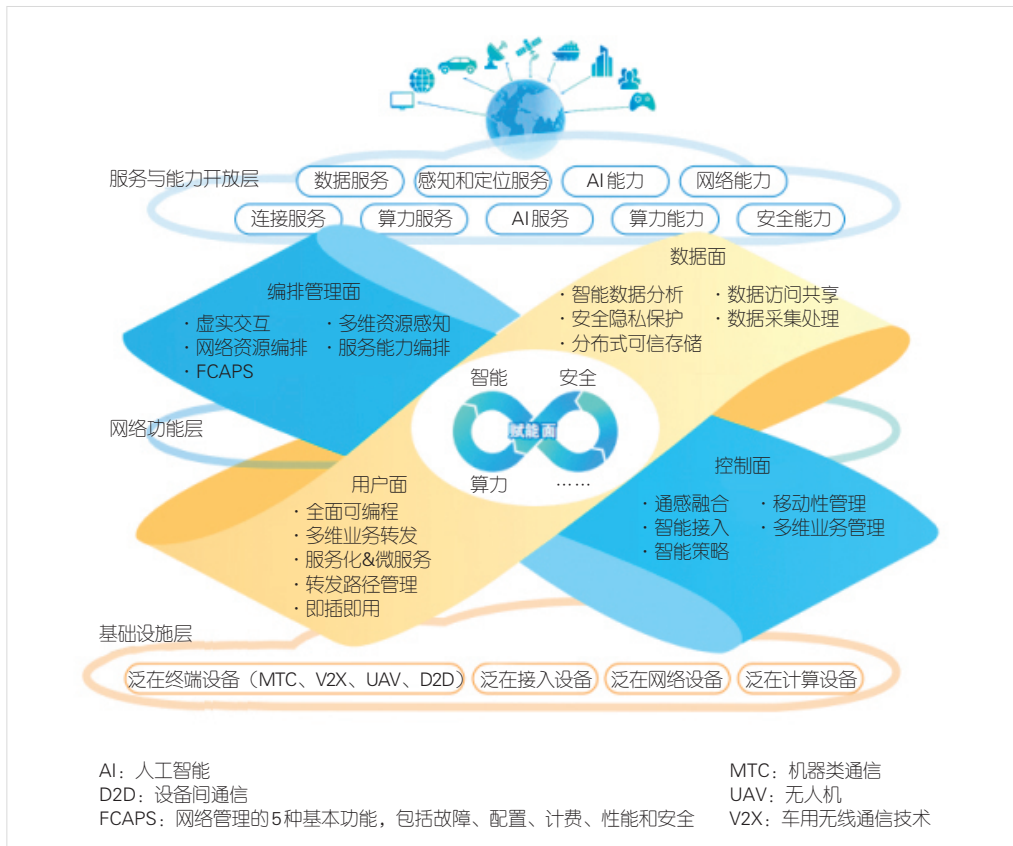 服务与能力开放层
数据服务 感知和定位服务 AI能力 网络能力
连接服务 算力服务 AI服务 算力能力 安全能力
数据面
·智能数据分析 ·数据访问共享
·安全隐私保护 ·数据采集处理
·分布式可信存储
编排管理面
·虚实交互 ·多维资源感知
·网络资源编排 ·服务能力编排
·FCAPS
智能 安全
赋能面
算力 ……
网络功能层
控制面
·通感融合 ·移动性管理
·智能接入 ·多维业务管理
·智能策略
用户面
·全面可编程
·多维业务转发
·服务化&微服务
·转发路径管理
·即插即用
基础设施层
泛在终端设备（MTC、V2X、UAV、D2D） 泛在接入设备 泛在网络设备 泛在计算设备
AI：人工智能 MTC：机器类通信
D2D：设备间通信 UAV：无人机
FCAPS：网络管理的5种基本功能，包括故障、配置、计费、性能和安全 V2X：车用无线通信技术